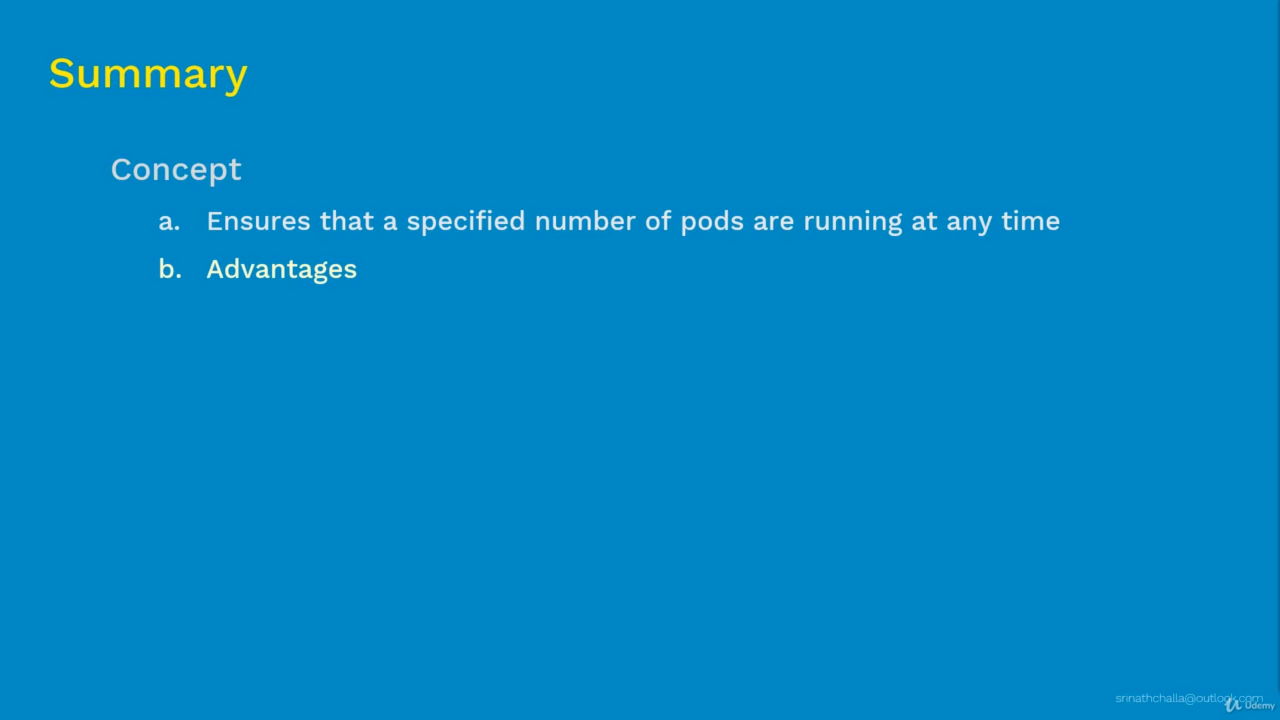 Summary
Concept
a. Ensures that a specified number of pods are running at any time
b. Advantages
srinathchalla@outlook.com
Udemy